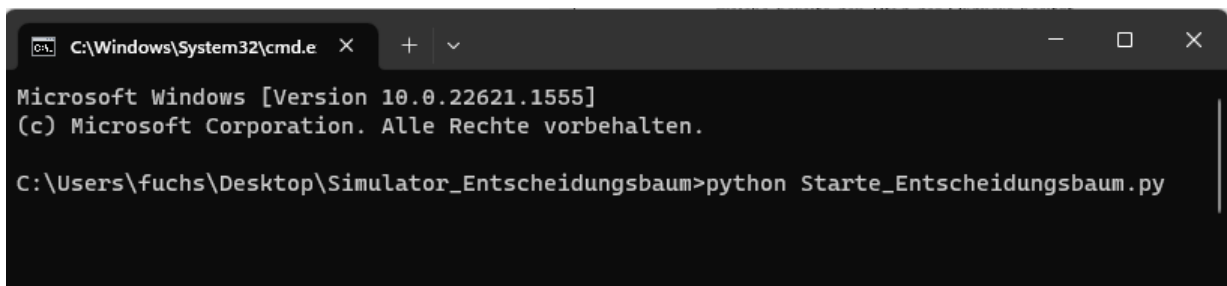 C:\Windows\System32\cmd.e
Microsoft Windows [Version 10.0.22621.1555]
(c) Microsoft Corporation. Alle Rechte vorbehalten.
C:\Users\fuchs\Desktop\Simulator_Entscheidungsbaum>python Starte_Entscheidungsbaum.py